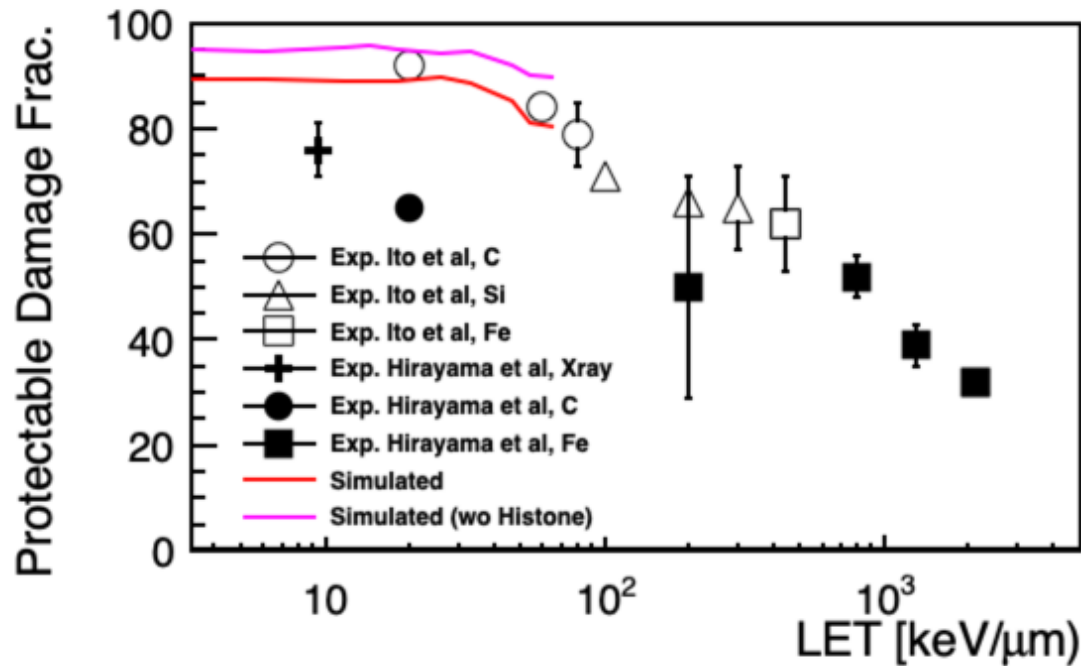 Protectable Damage Frac.
100
80
60
40
20
0
Exp. Ito et al, C
Exp. Ito et al, Si
Exp. Ito et al, Fe
Exp. Hirayama et al, Xray
Exp. Hirayama et al, C
Exp. Hirayama et al, Fe
Simulated
Simulated (wo Histone)
10
10²
10³
LET [keV/μm]